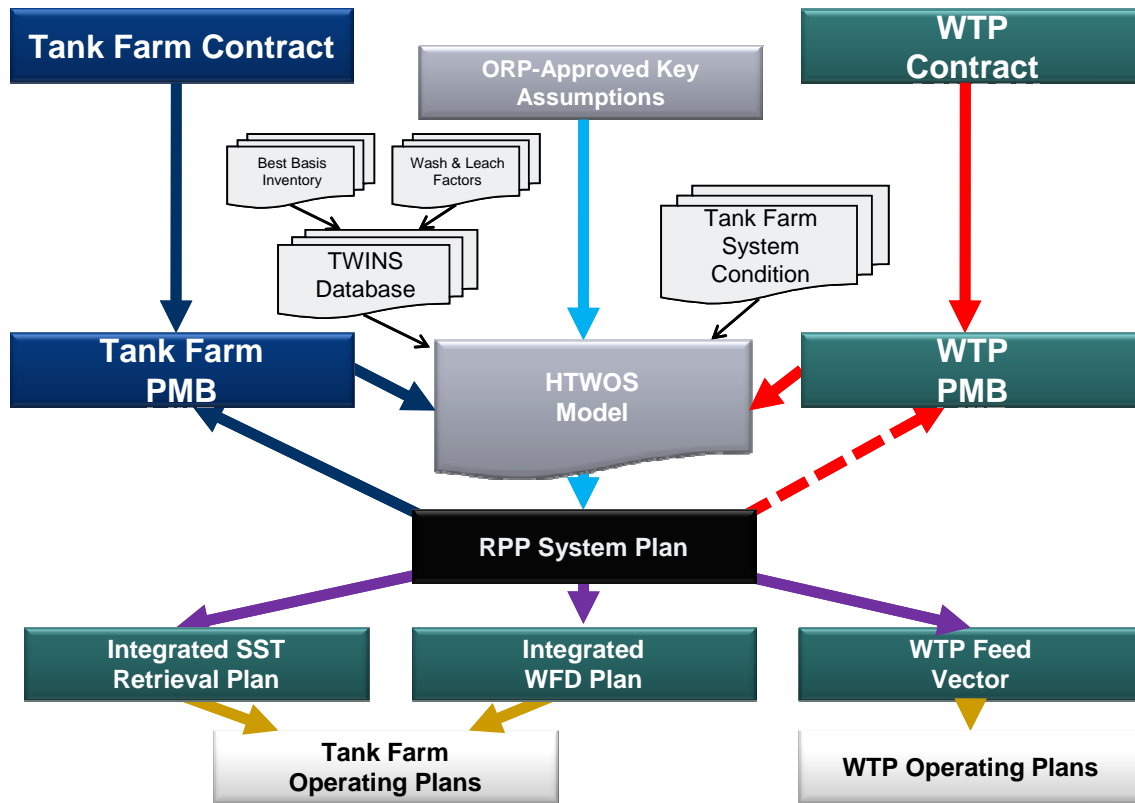 Tank Farm Contract
ORP-Approved Key
Assumptions
WTP
Contract
Best Basis
Inventory
Wash & Leach
Factors
TWINS
Database
Tank Farm
System
Condition
Tank Farm
PMB
HTWOS
Model
WTP
PMB
RPP System Plan
Integrated SST
Retrieval Plan
Integrated
WFD Plan
WTP Feed
Vector
Tank Farm
Operating Plans
WTP Operating Plans